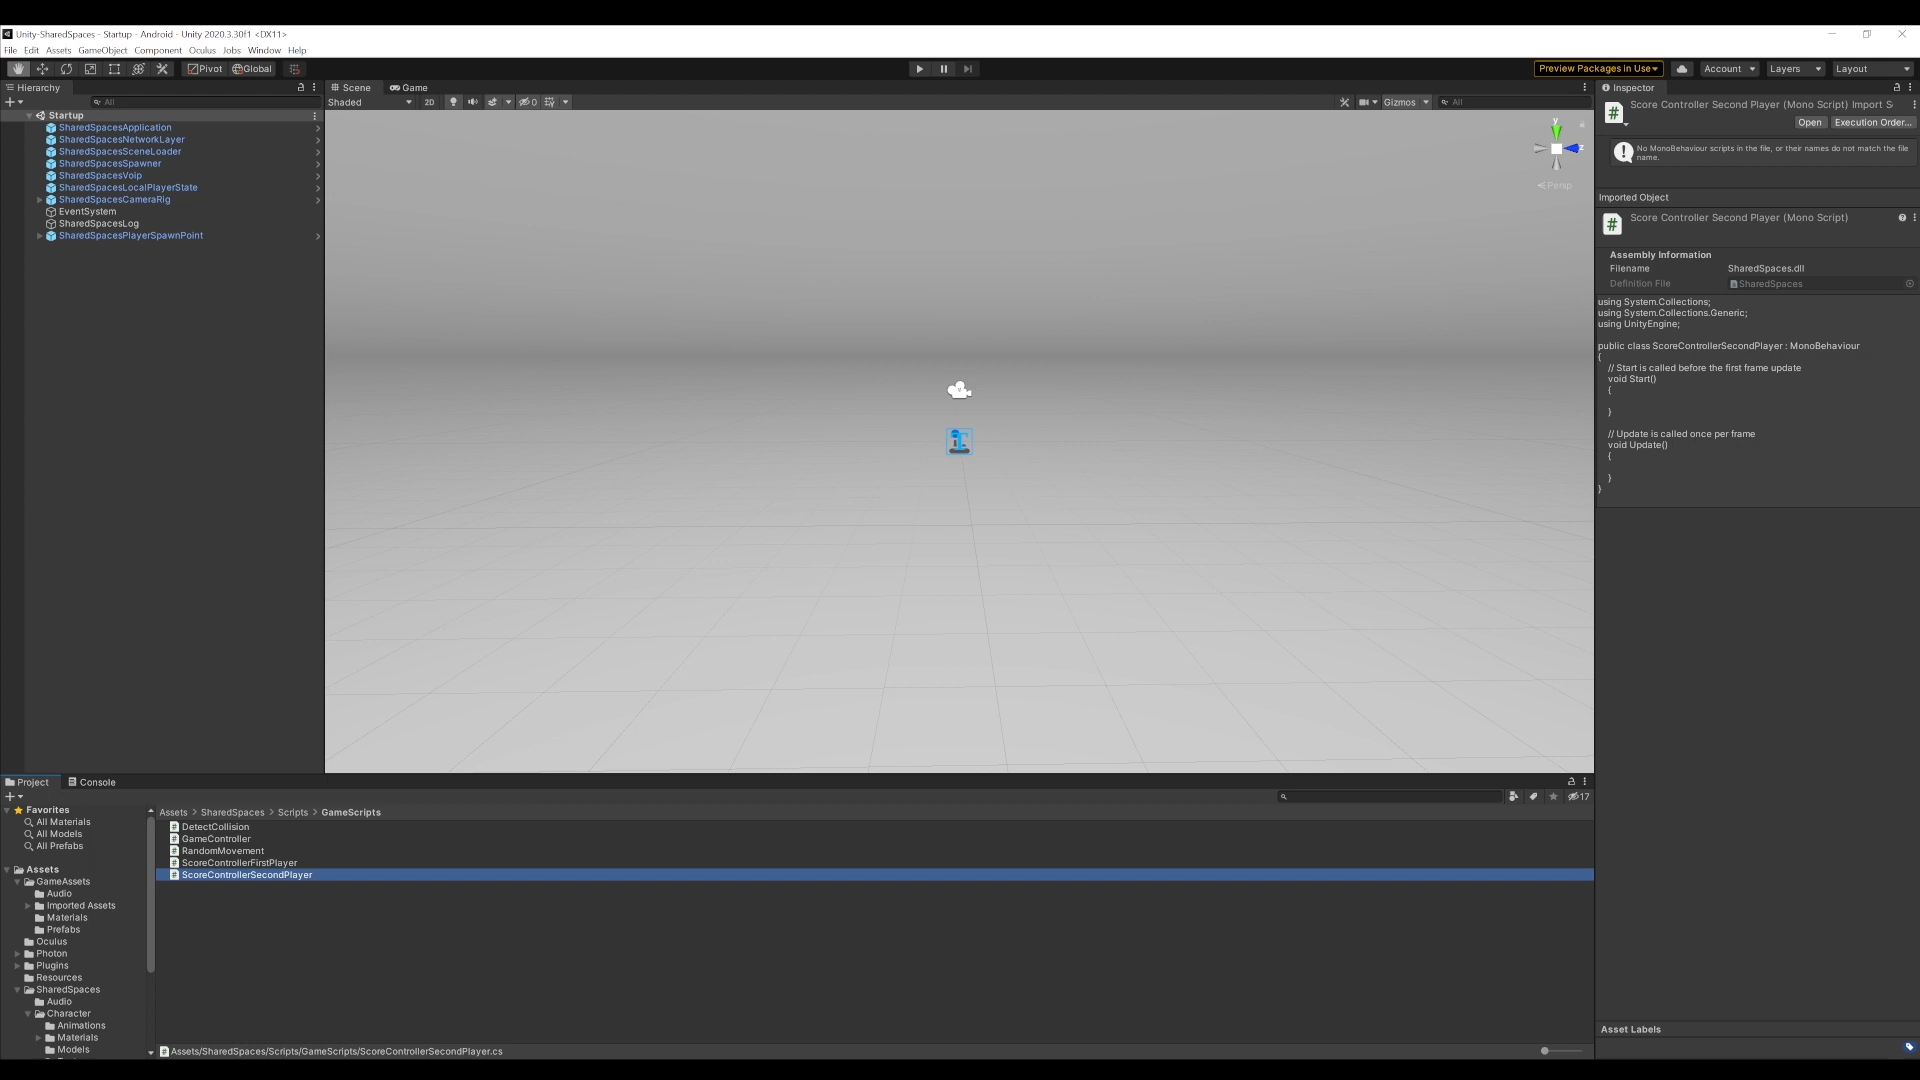 Unity-SharedSpaces - Startup - Android - Unity 2020.3.30f1 <DX11>
File Edit Assets GameObject Component Oculus Jobs Window Help
Pivot Global
Preview Packages in Use Account Layers Layout
Hierarchy
All
Startup
SharedSpacesApplication
SharedSpacesNetworkLayer
SharedSpacesSceneLoader
SharedSpacesSpawner
SharedSpacesVoip
SharedSpacesLocalPlayerState
SharedSpacesCameraRig
EventSystem
SharedSpacesLog
SharedSpacesPlayerSpawnPoint
Scene Game
Shaded 2D 0 Gizmos All
y
z
Persp
Inspector
Score Controller Second Player (Mono Script) Import S
Open Execution Order...
No MonoBehaviour scripts in the file, or their names do not match the file
name.
Imported Object
Score Controller Second Player (Mono Script)
Assembly Information
Filename SharedSpaces.dll
Definition File SharedSpaces
using System.Collections;
using System.Collections.Generic;
using UnityEngine;
public class ScoreControllerSecondPlayer : MonoBehaviour
{
// Start is called before the first frame update
void Start()
{
}
// Update is called once per frame
void Update()
{
}
}
Asset Labels
Project Console
17
Favorites
All Materials
All Models
All Prefabs
Assets
GameAssets
Audio
Imported Assets
Materials
Prefabs
Oculus
Photon
Plugins
Resources
SharedSpaces
Audio
Character
Animations
Materials
Models
Assets > SharedSpaces > Scripts > GameScripts
DetectCollision
GameController
RandomMovement
ScoreControllerFirstPlayer
ScoreControllerSecondPlayer
Assets/SharedSpaces/Scripts/GameScripts/ScoreControllerSecondPlayer.cs